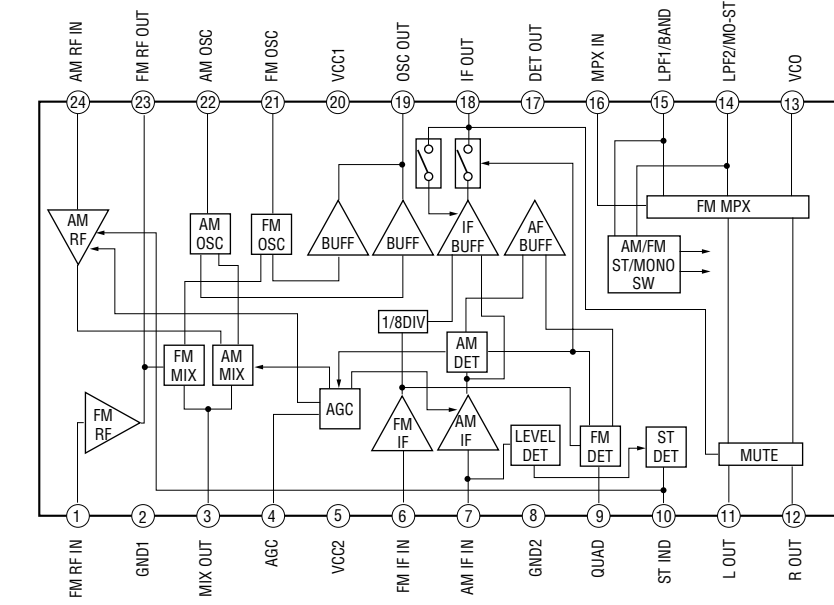 AM RF IN
FM RF OUT
AM OSC
FM OSC
VCC1
OSC OUT
IF OUT
DET OUT
MPX IN
LPF1/BAND
LPF2/MO-ST
VCO
24
23
22
21
20
19
18
17
16
15
14
13
AM
RF
AM
OSC
FM
OSC
BUFF
BUFF
IF
BUFF
AF
BUFF
FM MPX
AM/FM
ST/MONO
SW
1/8DIV
FM
MIX
AM
MIX
AM
DET
FM
RF
AGC
FM
IF
AM
IF
LEVEL
DET
FM
DET
ST
DET
MUTE
1
2
3
4
5
6
7
8
9
10
11
12
FM RF IN
GND1
MIX OUT
AGC
VCC2
FM IF IN
AM IF IN
GND2
QUAD
ST IND
L OUT
R OUT